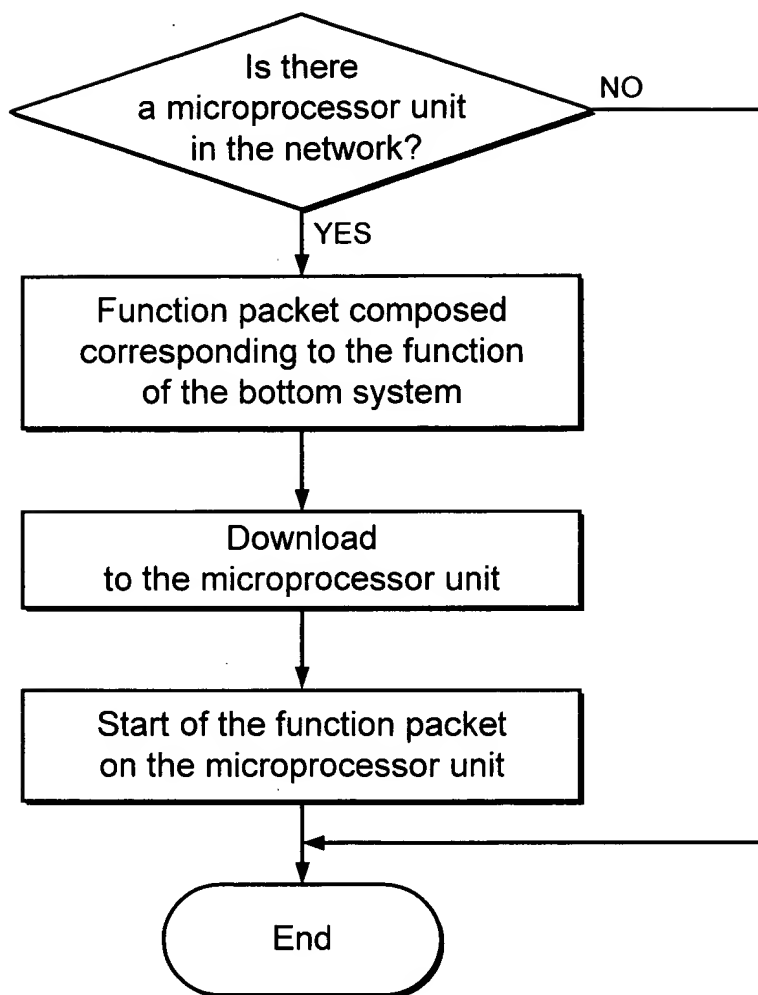 Is there
a microprocessor unit
in the network?
NO
YES
Function packet composed
corresponding to the function
of the bottom system
Download
to the microprocessor unit
Start of the function packet
on the microprocessor unit
End